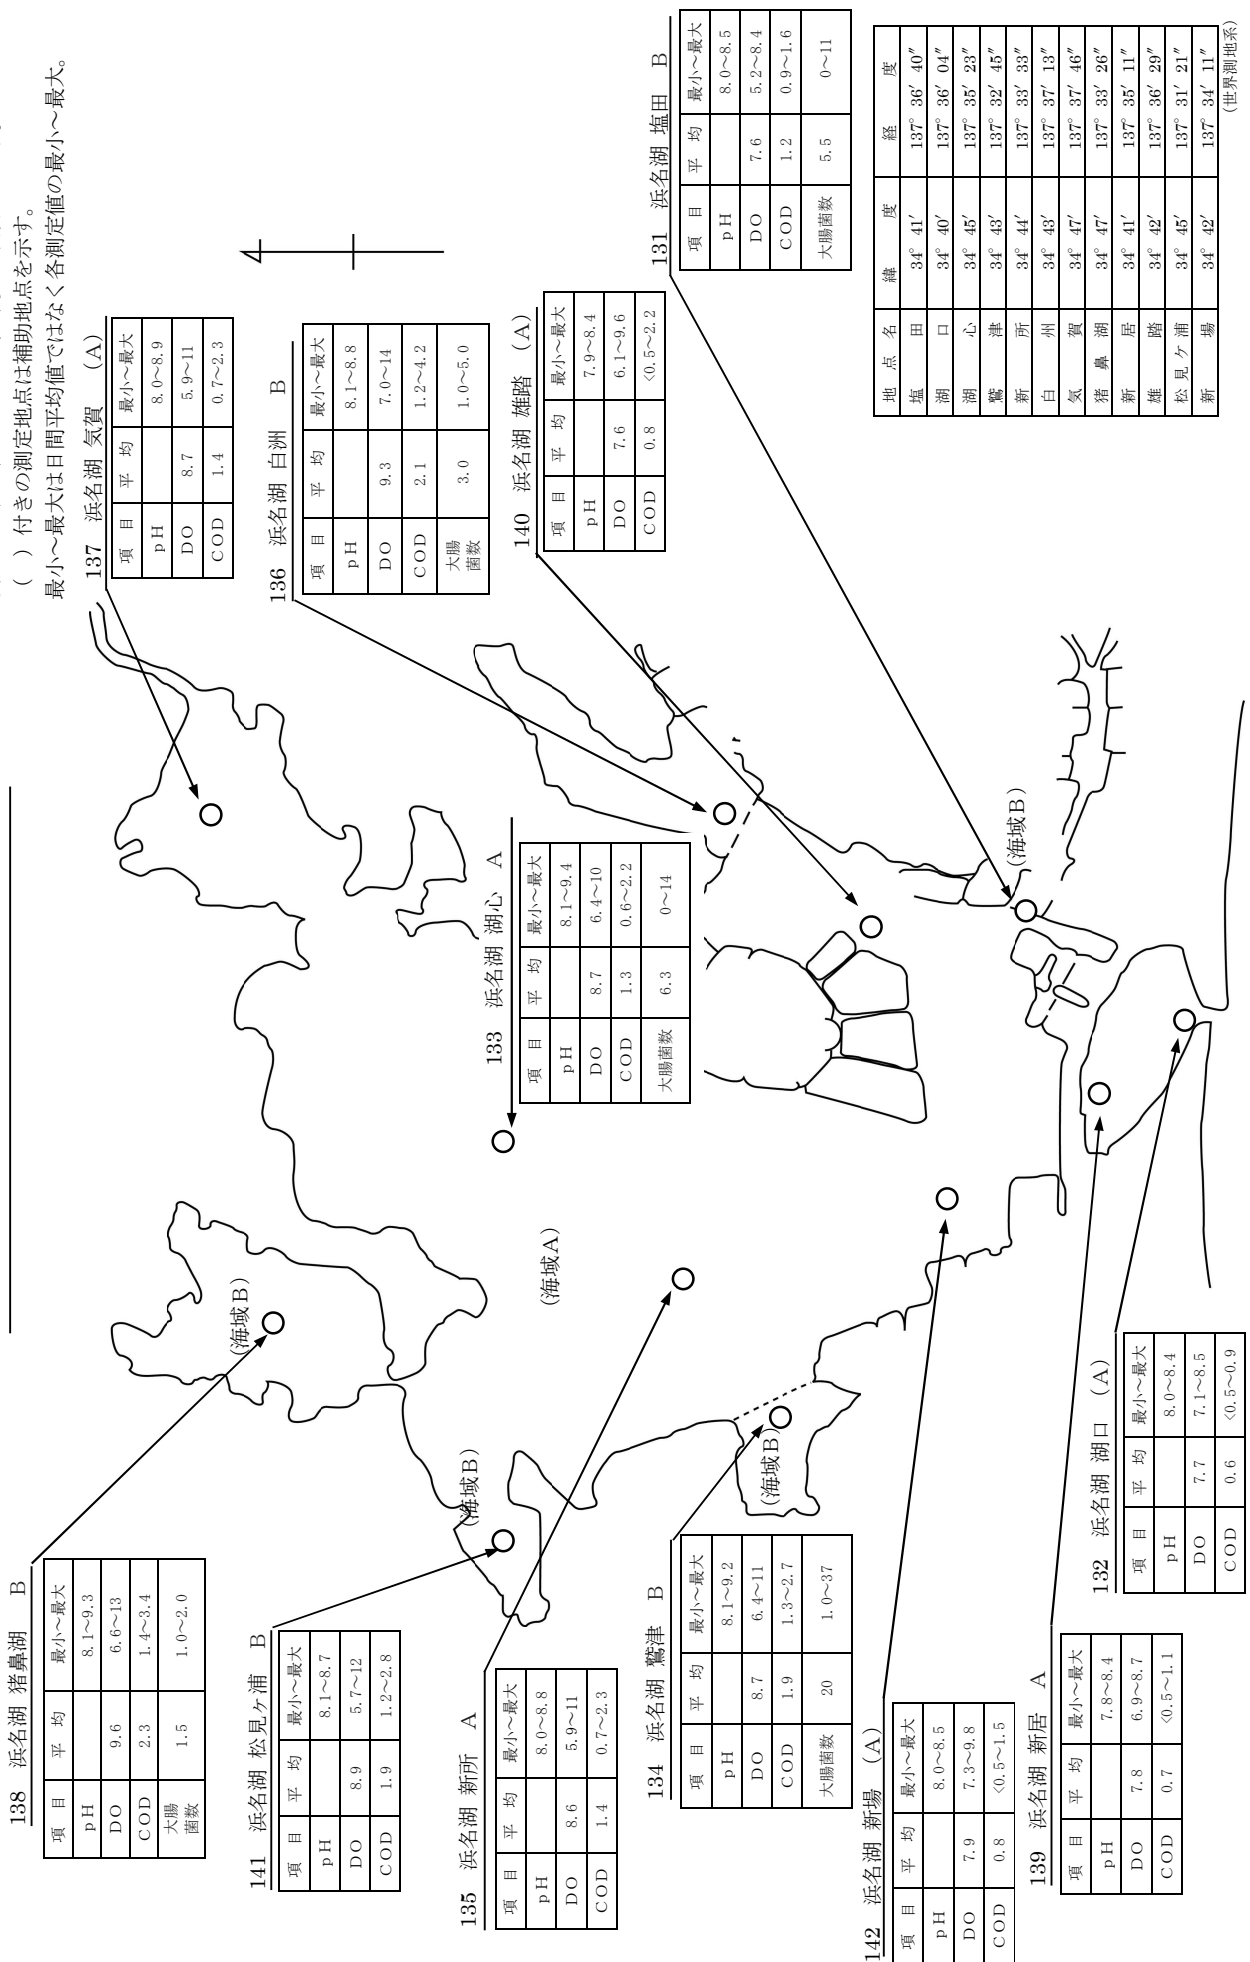 （　）付きの測定地点は補助地点を示す。
最小～最大は日間平均値ではなく各測定値の最小～最大。
138　浜名湖 猪鼻湖　B
項　目　平　均　最小～最大
pH　8.1～9.3
DO　9.6　6.6～13
COD　2.3　1.4～3.4
大腸
菌数　1.5　1.0～2.0
137　浜名湖 気賀　（A）
項　目　平　均　最小～最大
pH　8.0～8.9
DO　8.7　5.9～11
COD　1.4　0.7～2.3
141　浜名湖 松見ヶ浦　B
項　目　平　均　最小～最大
pH　8.1～8.7
DO　8.9　5.7～12
COD　1.9　1.2～2.8
136　浜名湖 白洲　B
項　目　平　均　最小～最大
pH　8.1～8.8
DO　9.3　7.0～14
COD　2.1　1.2～4.2
大腸
菌数　3.0　1.0～5.0
135　浜名湖 新所　A
項　目　平　均　最小～最大
pH　8.0～8.8
DO　8.6　5.9～11
COD　1.4　0.7～2.3
133　浜名湖 湖心　A
項　目　平　均　最小～最大
pH　8.1～9.4
DO　8.7　6.4～10
COD　1.3　0.6～2.2
大腸菌数　6.3　0～14
140　浜名湖 雄踏　（A）
項　目　平　均　最小～最大
pH　7.9～8.4
DO　7.6　6.1～9.6
COD　0.8　<0.5～2.2
134　浜名湖 鷲津　B
項　目　平　均　最小～最大
pH　8.1～9.2
DO　8.7　6.4～11
COD　1.9　1.3～2.7
大腸菌数　20　1.0～37
131　浜名湖 塩田　B
項　目　平　均　最小～最大
pH　8.0～8.5
DO　7.6　5.2～8.4
COD　1.2　0.9～1.6
大腸菌数　5.5　0～11
142　浜名湖 新場　（A）
項　目　平　均　最小～最大
pH　8.0～8.5
DO　7.9　7.3～9.8
COD　0.8　<0.5～1.5
139　浜名湖 新居　A
項　目　平　均　最小～最大
pH　7.8～8.4
DO　7.8　6.9～8.7
COD　0.7　<0.5～1.1
132　浜名湖 湖口　（A）
項　目　平　均　最小～最大
pH　8.0～8.4
DO　7.7　7.1～8.5
COD　0.6　<0.5～0.9
(海域B)
(海域B)
(海域A)
(海域B)
(海域B)
地　点　名　緯　度　経　度
塩　田　34° 41′　137° 36′ 40″
湖　口　34° 40′　137° 36′ 04″
湖　心　34° 45′　137° 35′ 23″
鷲　津　34° 43′　137° 32′ 45″
新　所　34° 44′　137° 33′ 33″
白　州　34° 43′　137° 37′ 13″
気　賀　34° 47′　137° 37′ 46″
猪 鼻 湖　34° 47′　137° 33′ 26″
新　居　34° 41′　137° 35′ 11″
雄　踏　34° 42′　137° 36′ 29″
松見ヶ浦　34° 45′　137° 31′ 21″
新　場　34° 42′　137° 34′ 11″
(世界測地系)